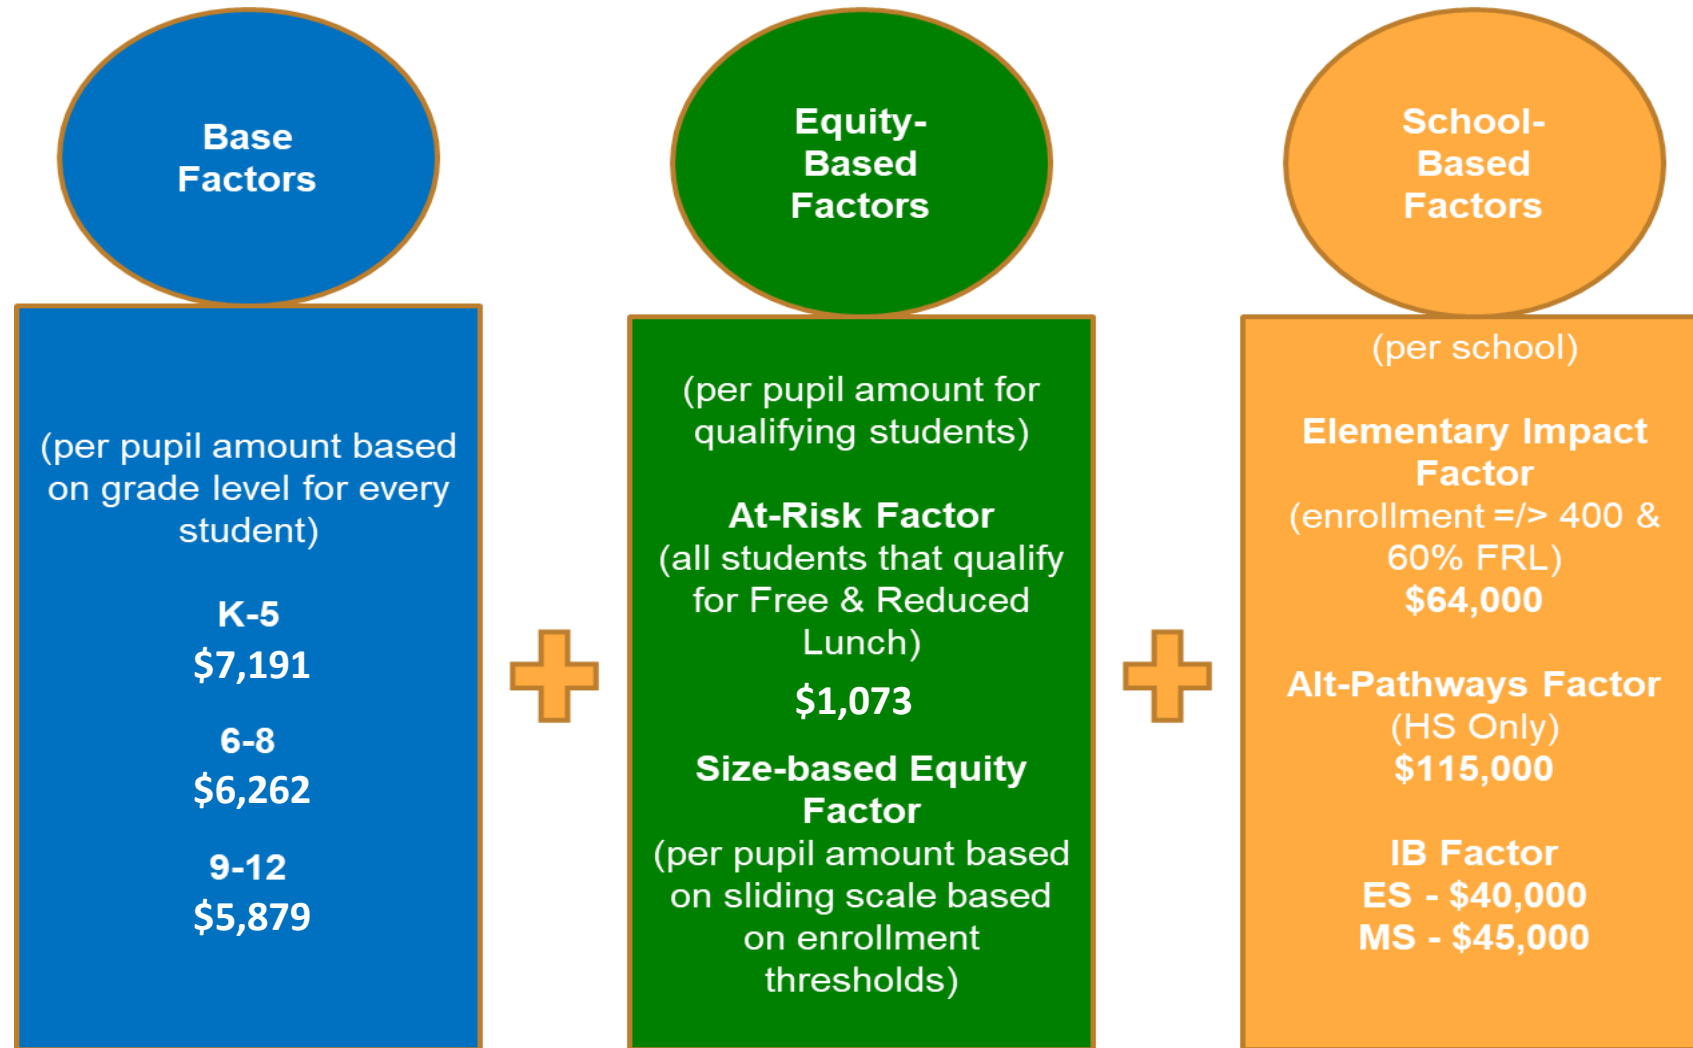 Base
Factors
(per pupil amount based
on grade level for every
student)
K-5
$7,191
6-8
$6,262
9-12
$5,879
Equity-
Based
Factors
(per pupil amount for
qualifying students)
At-Risk Factor
(all students that qualify
for Free & Reduced
Lunch)
$1,073
Size-based Equity
Factor
(per pupil amount based
on sliding scale based
on enrollment
thresholds)
School-
Based
Factors
(per school)
Elementary Impact
Factor
(enrollment =/> 400 &
60% FRL)
$64,000
Alt-Pathways Factor
(HS Only)
$115,000
IB Factor
ES - $40,000
MS - $45,000